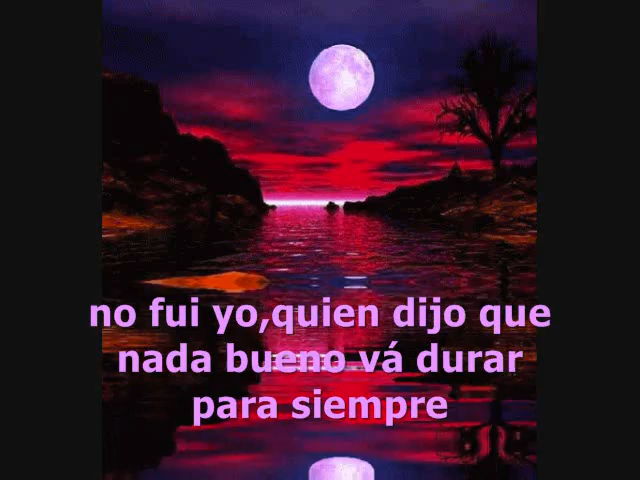 no fui yo,quien dijo que
nada bueno vá durar
para siempre